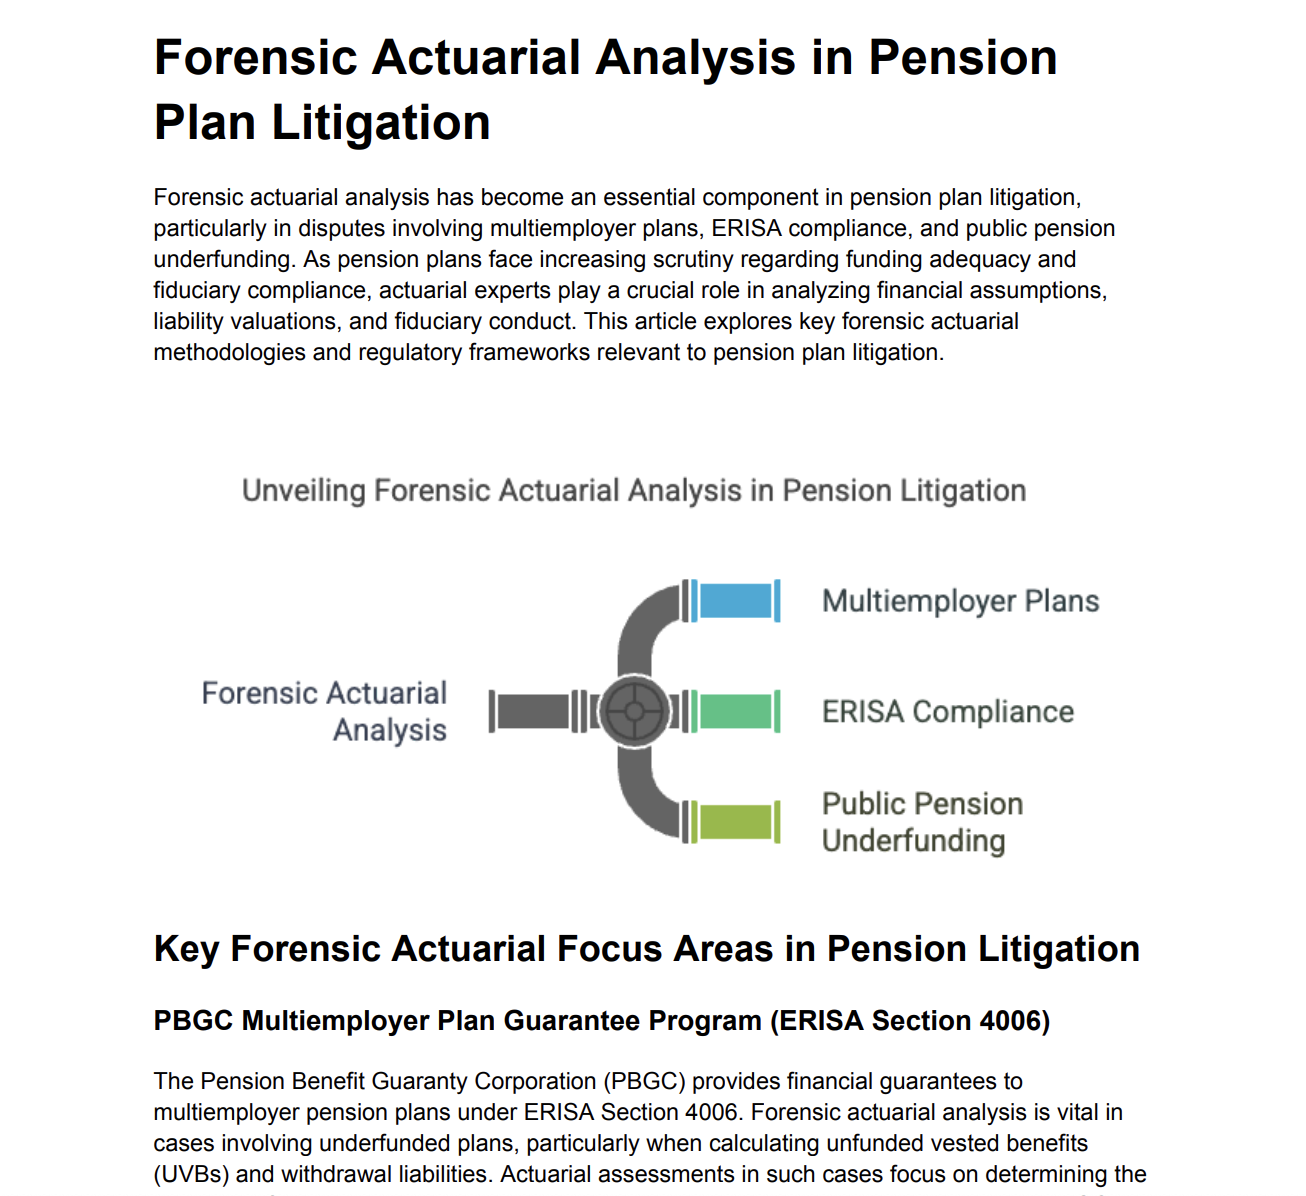 Forensic Actuarial Analysis in Pension
Plan Litigation
Forensic actuarial analysis has become an essential component in pension plan litigation,
particularly in disputes involving multiemployer plans, ERISA compliance, and public pension
underfunding. As pension plans face increasing scrutiny regarding funding adequacy and
fiduciary compliance, actuarial experts play a crucial role in analyzing financial assumptions,
liability valuations, and fiduciary conduct. This article explores key forensic actuarial
methodologies and regulatory frameworks relevant to pension plan litigation.
Unveiling Forensic Actuarial Analysis in Pension Litigation
Forensic Actuarial
Analysis
Multiemployer Plans
ERISA Compliance
Public Pension
Underfunding
Key Forensic Actuarial Focus Areas in Pension Litigation
PBGC Multiemployer Plan Guarantee Program (ERISA Section 4006)
The Pension Benefit Guaranty Corporation (PBGC) provides financial guarantees to
multiemployer pension plans under ERISA Section 4006. Forensic actuarial analysis is vital in
cases involving underfunded plans, particularly when calculating unfunded vested benefits
(UVBs) and withdrawal liabilities. Actuarial assessments in such cases focus on determining the